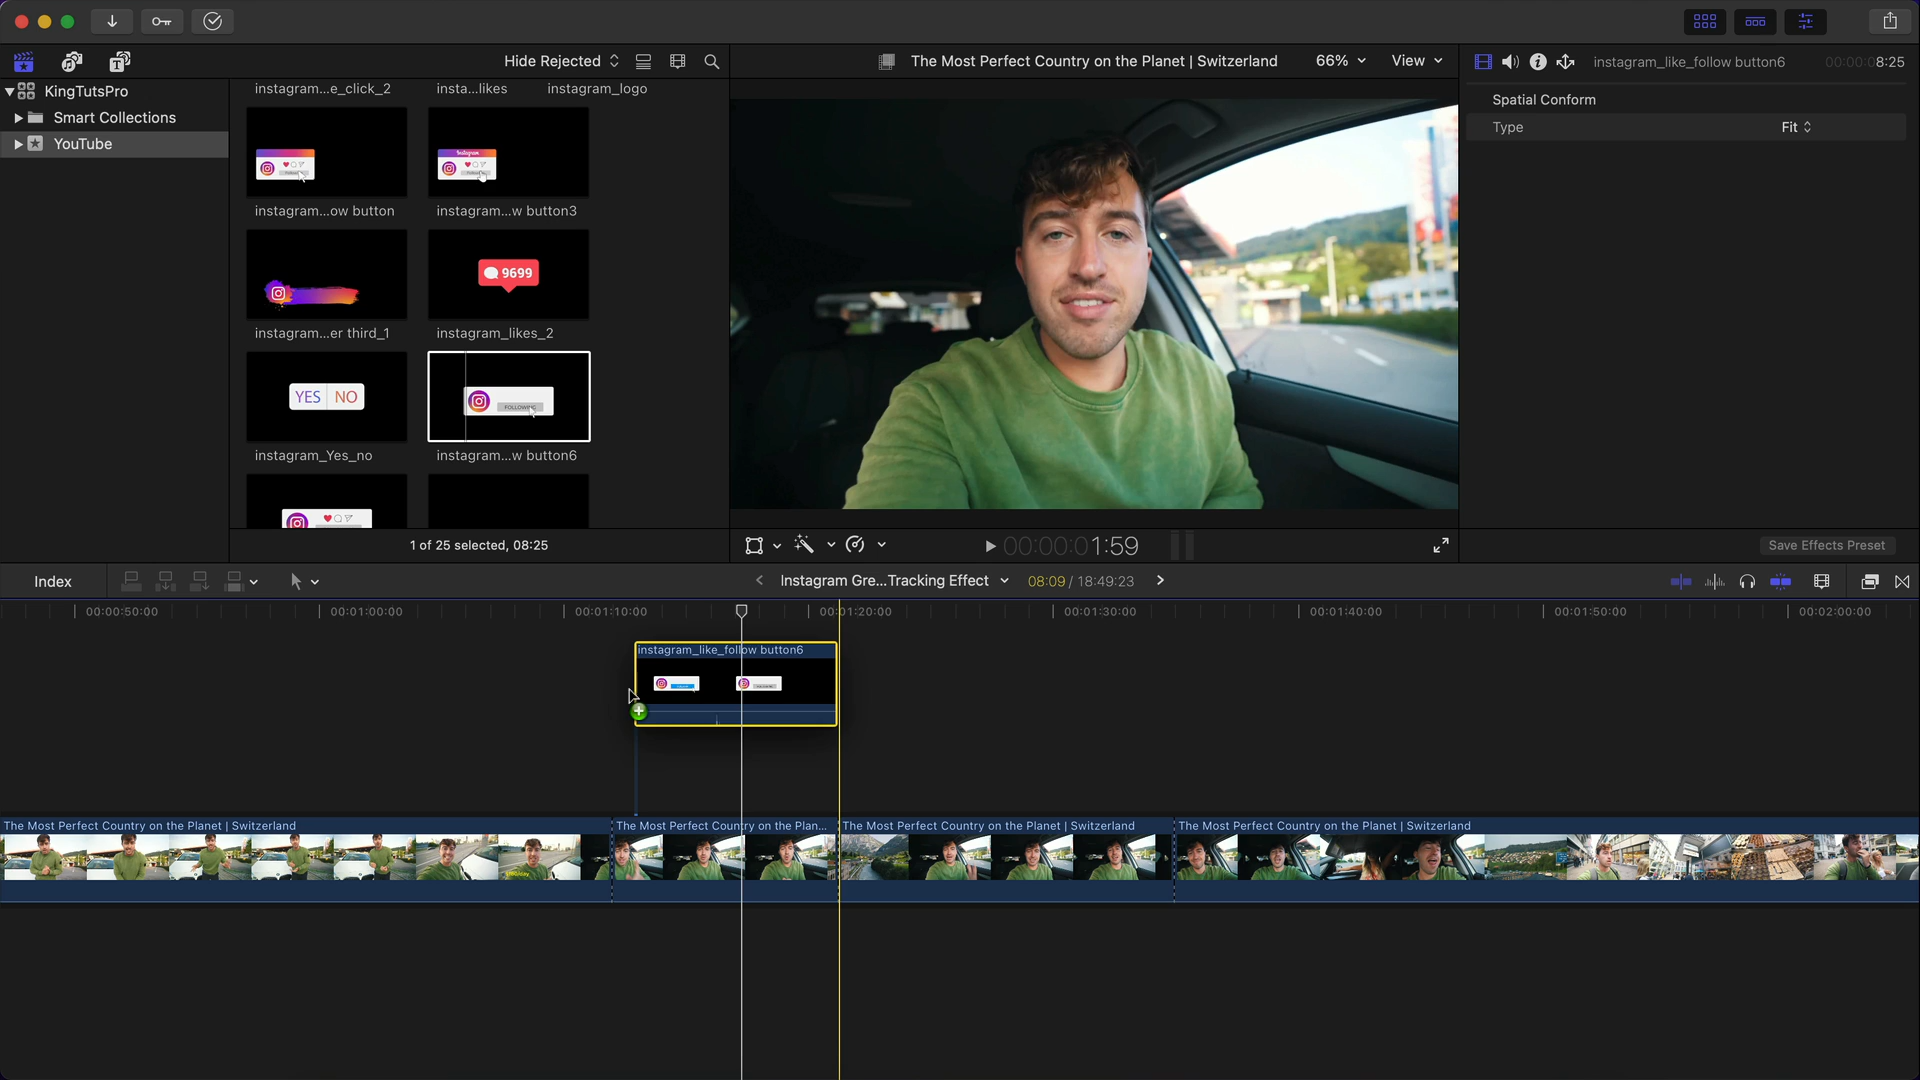 Hide Rejected
The Most Perfect Country on the Planet | Switzerland
66%
View
instagram_like_follow button6
00:00:08:25
KingTutsPro
Smart Collections
YouTube
instagram...e_click_2
insta...likes
instagram_logo
Spatial Conform
Type
Fit
instagram...ow button
instagram...w button3
9699
instagram...er third_1
instagram_likes_2
YES NO
FOLLOWING
instagram_Yes_no
instagram...w button6
1 of 25 selected, 08:25
00:00:01:59
Save Effects Preset
Index
Instagram Gre...Tracking Effect
08:09 / 18:49:23
00:00:50:00
00:01:00:00
00:01:10:00
00:01:20:00
00:01:30:00
00:01:40:00
00:01:50:00
00:02:00:00
instagram_like_follow button6
The Most Perfect Country on the Planet | Switzerland
The Most Perfect Country on the Plan...
The Most Perfect Country on the Planet | Switzerland
The Most Perfect Country on the Planet | Switzerland